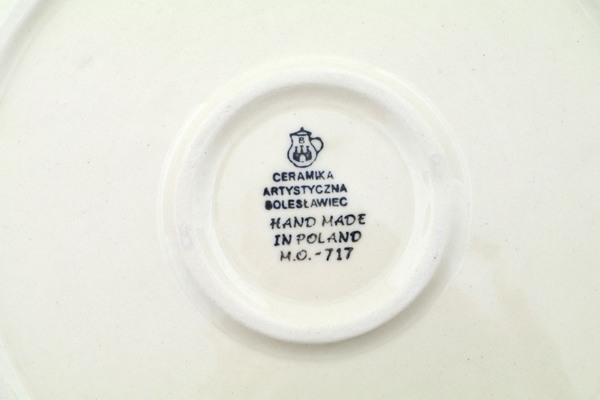 B
CERAMIKA
ARTYSTYCZNA
BOLESŁAWIEC
HAND MADE
IN POLAND
M.O.-717